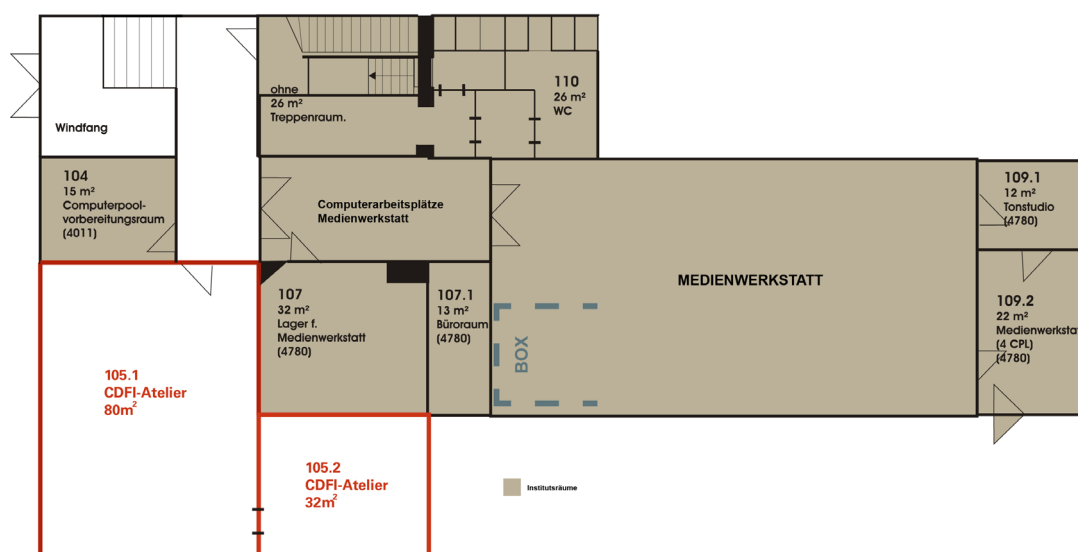 ohne
26 m²
Treppenraum.
110
26 m²
WC
Windfang
104
15 m²
Computerpool-
vorbereitungsraum
(4011)
Computerarbeitsplätze
Medienwerkstatt
109.1
12 m²
Tonstudio
(4780)
MEDIENWERKSTATT
107
32 m²
Lager f.
Medienwerkstatt
(4780)
107.1
13 m²
Büroraum
(4780)
BOX
109.2
22 m²
Medienwerksta
(4 CPL)
(4780)
105.1
CDFI-Atelier
80m²
105.2
CDFI-Atelier
32m²
Institutsräume